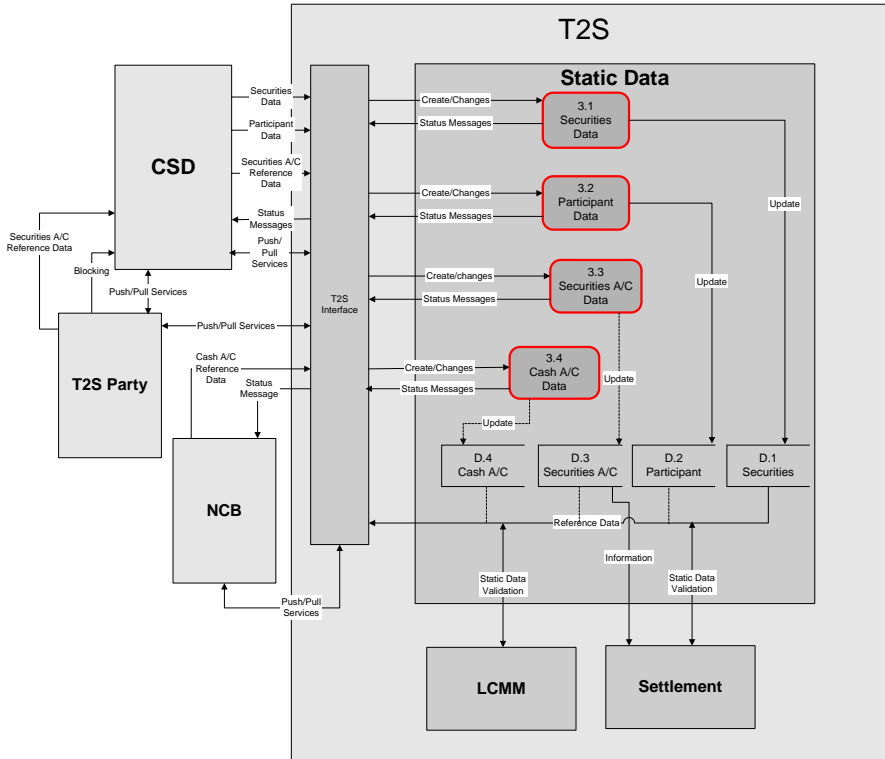 T2S
Static Data
CSD
Securities
Data
Participant
Data
Securities A/C
Reference
Data
Status
Messages
Push/
Pull
Services
Securities A/C
Reference Data
Blocking
Push/Pull Services
T2S Party
Push/Pull Services
Cash A/C
Reference
Data
Status
Message
NCB
Push/Pull
Services
T2S
Interface
Create/Changes
Status Messages
3.1
Securities
Data
Create/Changes
Status Messages
3.2
Participant
Data
Update
Create/changes
Status Messages
3.3
Securities A/C
Data
Update
Create/Changes
Status Messages
3.4
Cash A/C
Data
Update
Update
D.4
Cash A/C
D.3
Securities A/C
D.2
Participant
D.1
Securities
Reference Data
Information
Static Data
Validation
Static Data
Validation
LCMM
Settlement